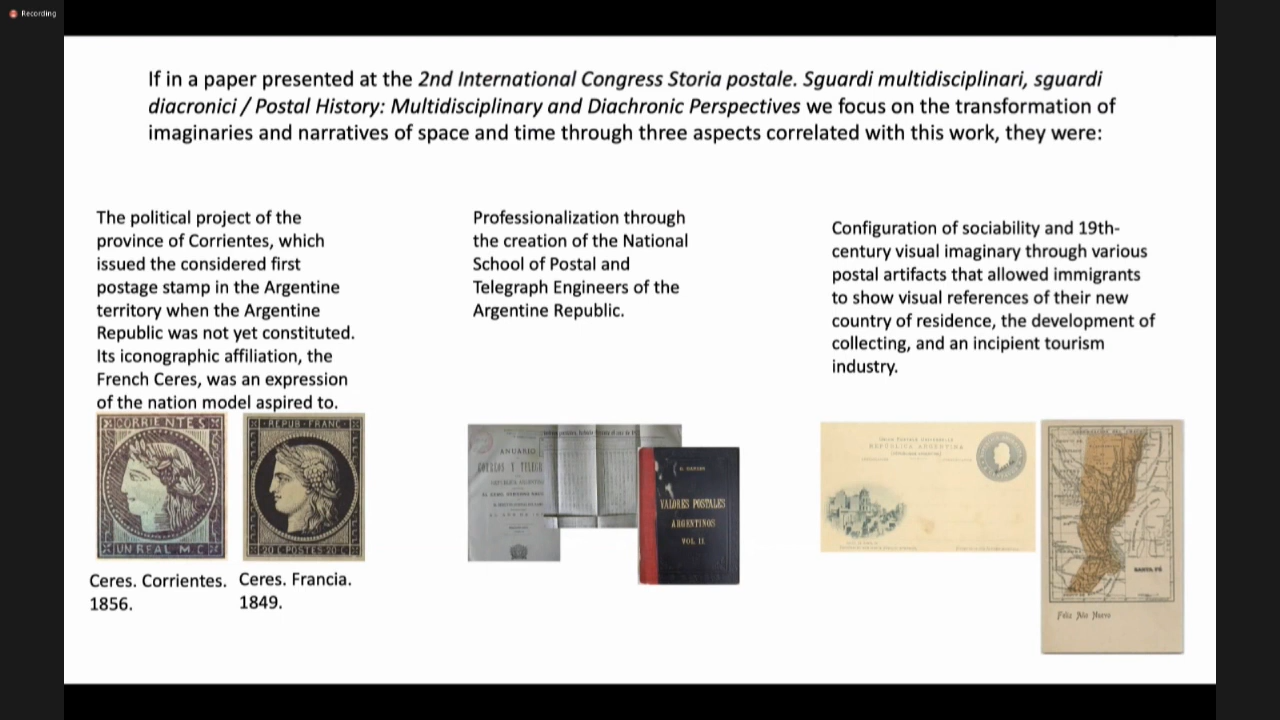 Recording
If in a paper presented at the 2nd International Congress Storia postale. Sguardi multidisciplinari, sguardi
diacronici / Postal History: Multidisciplinary and Diachronic Perspectives we focus on the transformation of
imaginaries and narratives of space and time through three aspects correlated with this work, they were:
The political project of the
province of Corrientes, which
issued the considered first
postage stamp in the Argentine
territory when the Argentine
Republic was not yet constituted.
Its iconographic affiliation, the
French Ceres, was an expression
of the nation model aspired to.
CORRIENTES
UN REAL M.C.
REPUB. FRANC.
20 C POSTES 20 C
Ceres. Corrientes.
1856.
Ceres. Francia.
1849.
Professionalization through
the creation of the National
School of Postal and
Telegraph Engineers of the
Argentine Republic.
ANUARIO
VALORES POSTALES
ARGENTINOS
VOL II
Configuration of sociability and 19th-
century visual imaginary through various
postal artifacts that allowed immigrants
to show visual references of their new
country of residence, the development of
collecting, and an incipient tourism
industry.
REPÚBLICA ARGENTINA
SANTA FÉ
Feliz Año Nuevo